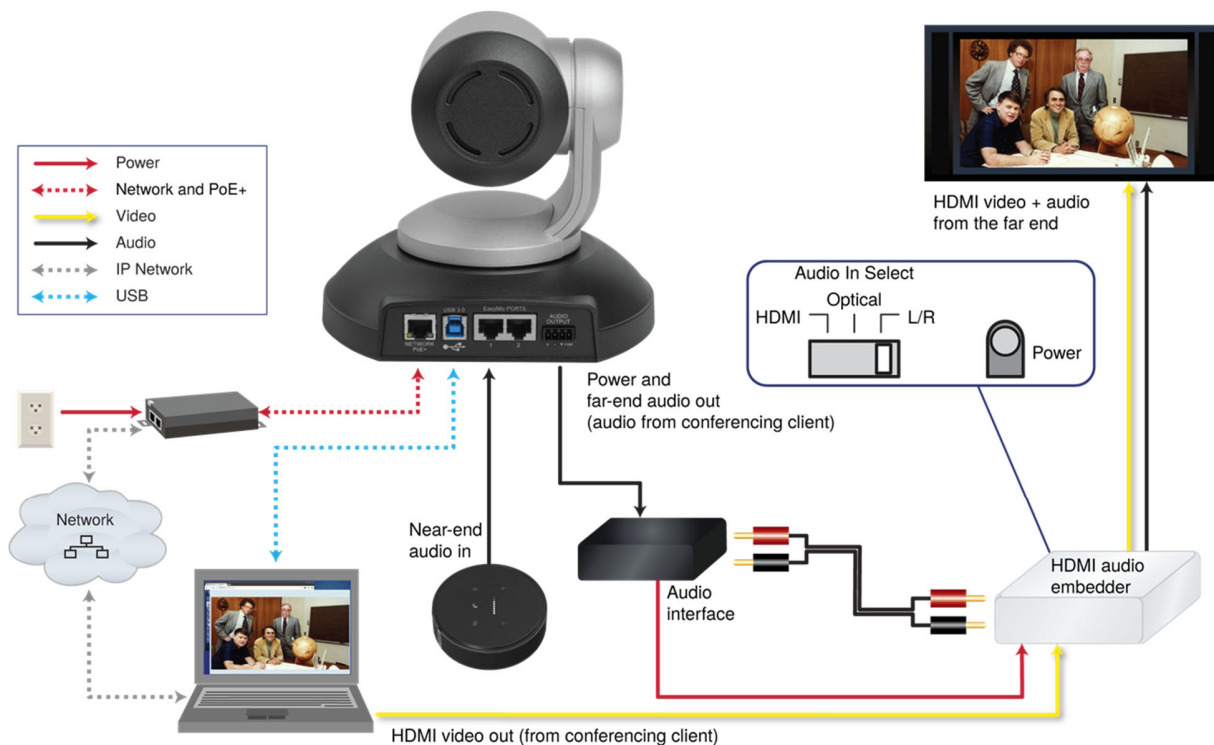 Power
Network and PoE+
Video
Audio
IP Network
USB
HDMI video + audio
from the far end
Audio In Select
Optical
HDMI
L/R
Power
USB 3.0
EasyMic PORTS
AUDIO
OUTPUT
NETWORK
PoE+
1
2
Power and
far-end audio out
(audio from conferencing client)
Network
Near-end
audio in
Audio
interface
HDMI audio
embedder
HDMI video out (from conferencing client)